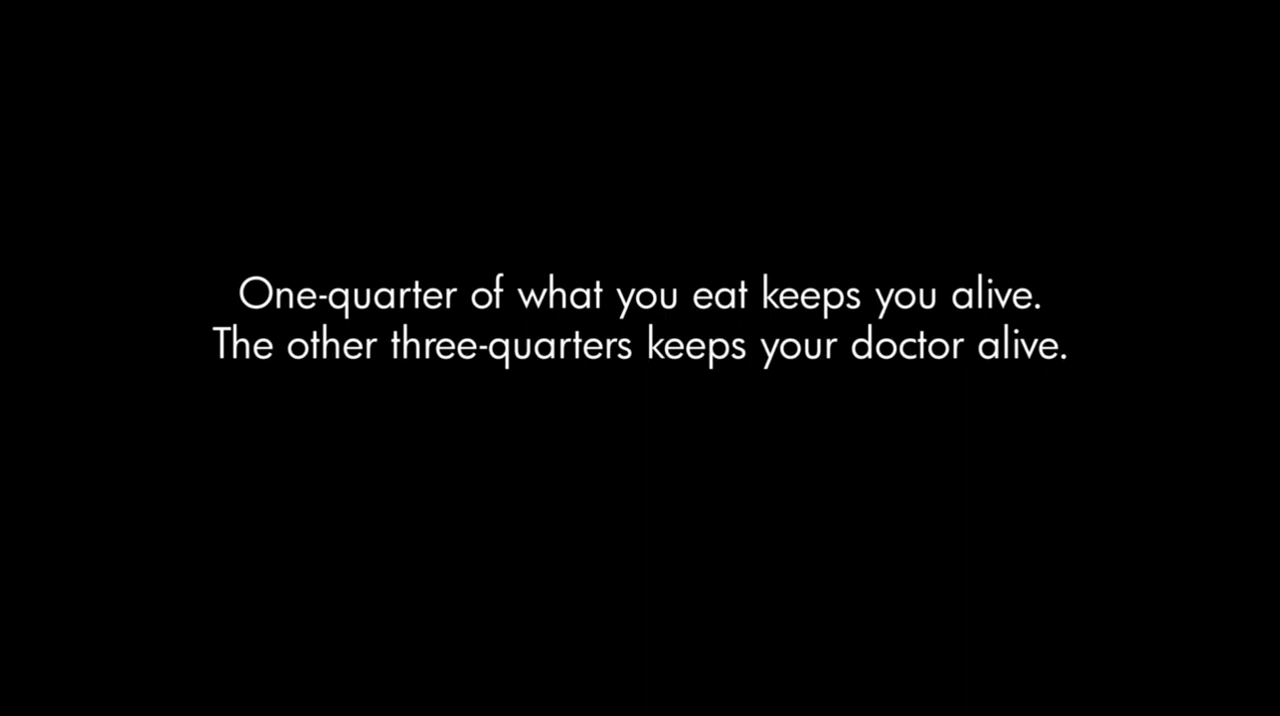 One-quarter of what you eat keeps you alive.
The other three-quarters keeps your doctor alive.